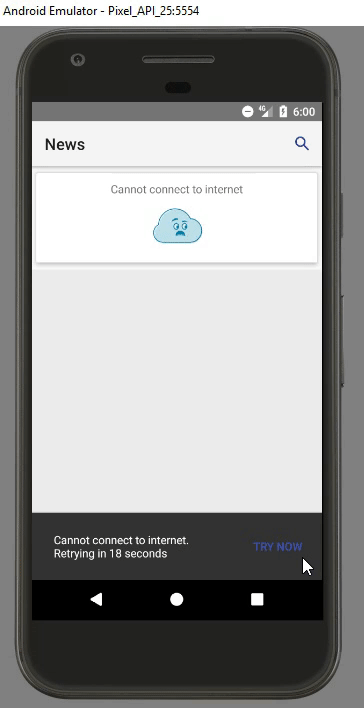 Android Emulator - Pixel_API_25:5554
4G 6:00
News
Cannot connect to internet
Cannot connect to internet.
Retrying in 18 seconds
TRY NOW